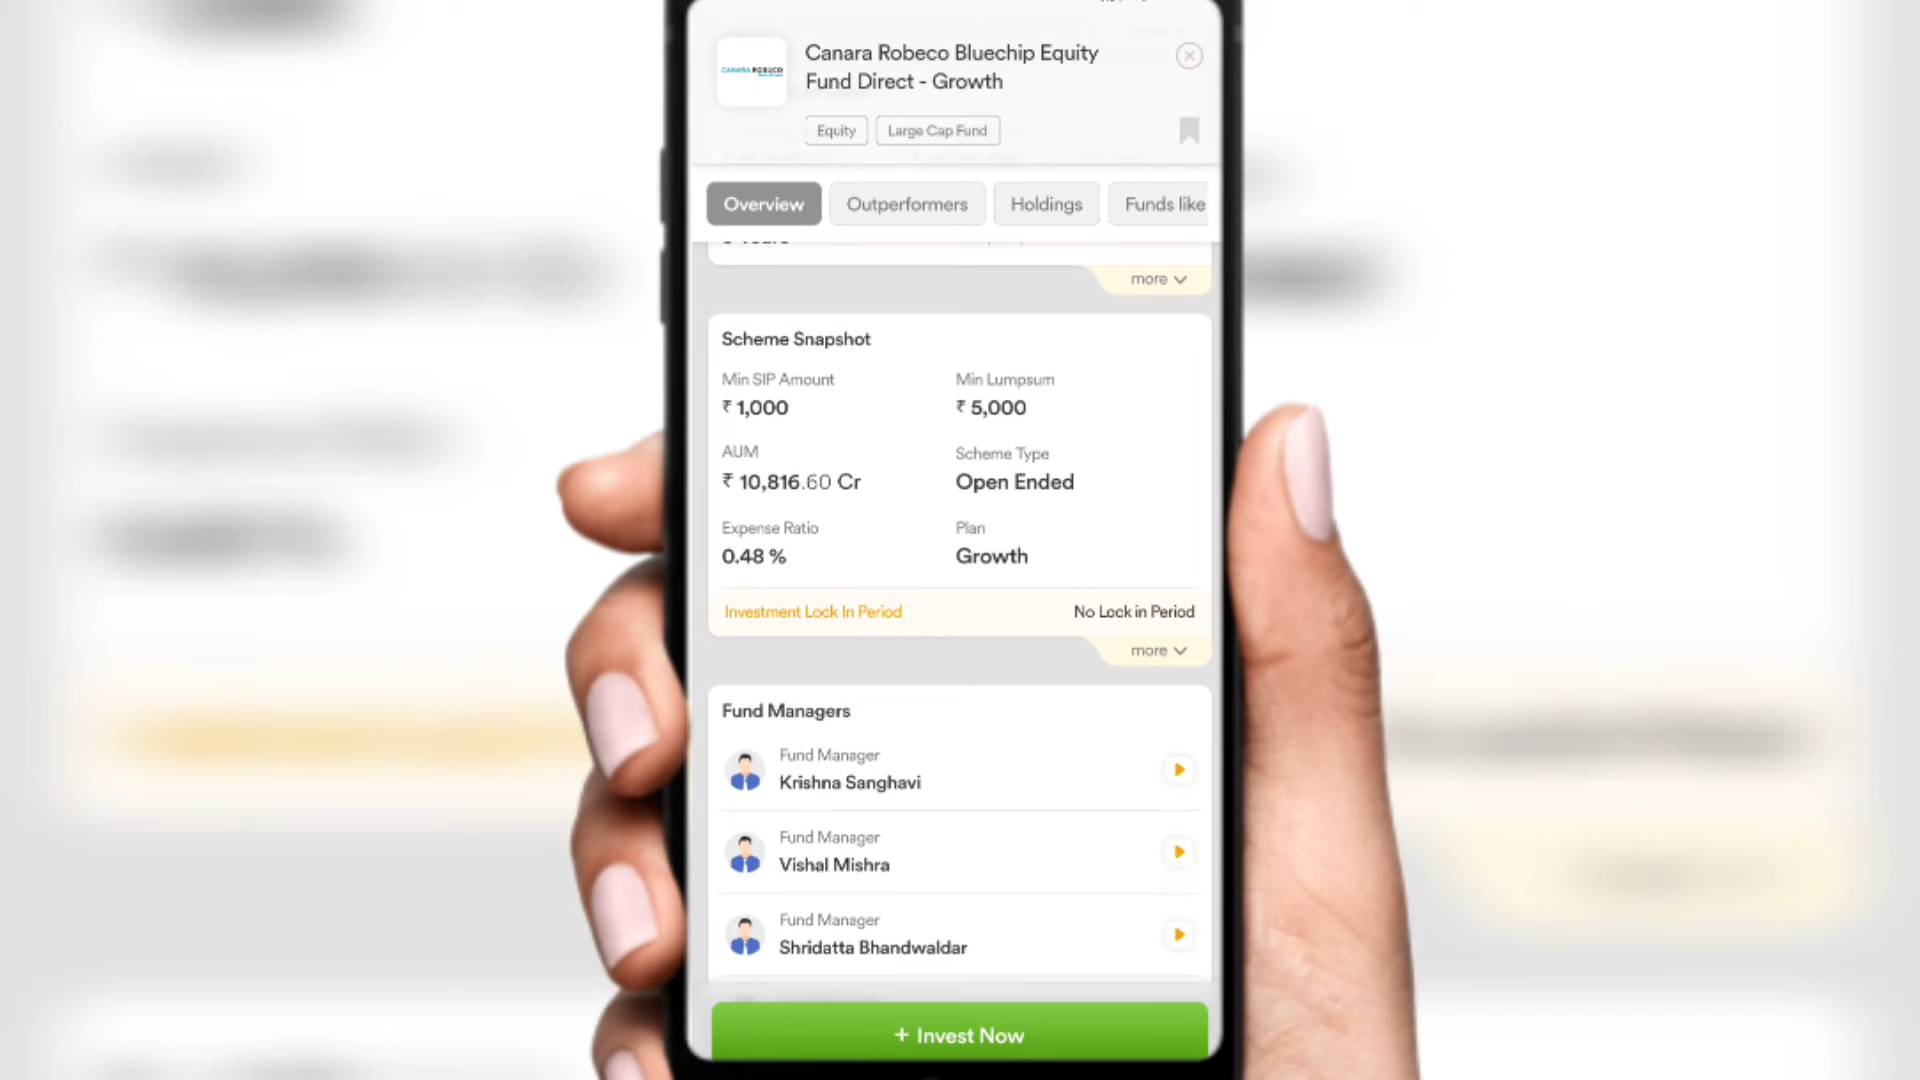 Canara Robeco Bluechip Equity
Fund Direct - Growth
CANARA ROBECO
Equity
Large Cap Fund
Overview
Outperformers
Holdings
Funds like
more
Scheme Snapshot
Min SIP Amount
Min Lumpsum
₹ 1,000
₹ 5,000
AUM
Scheme Type
₹ 10,816.60 Cr
Open Ended
Expense Ratio
Plan
0.48 %
Growth
Investment Lock In Period
No Lock in Period
more
Fund Managers
Fund Manager
Krishna Sanghavi
Fund Manager
Vishal Mishra
Fund Manager
Shridatta Bhandwaldar
+ Invest Now